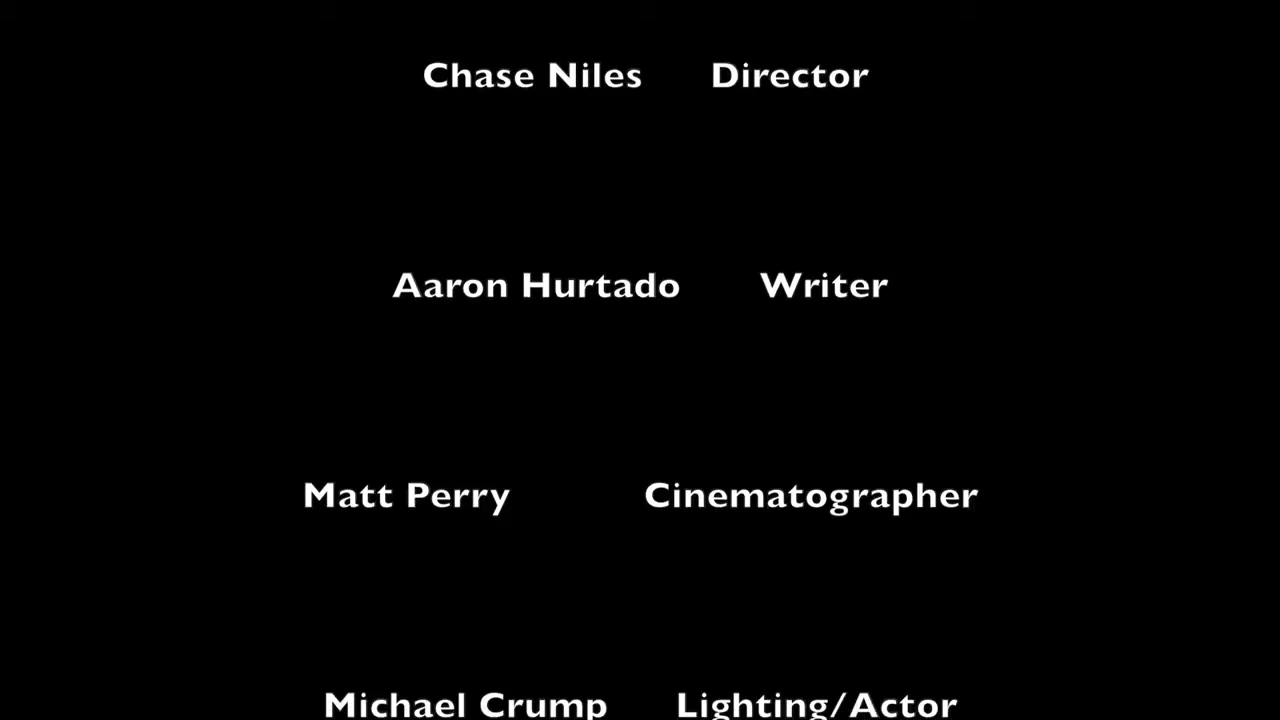 Chase Niles Director
Aaron Hurtado Writer
Matt Perry Cinematographer
Michael Crump Lighting/Actor